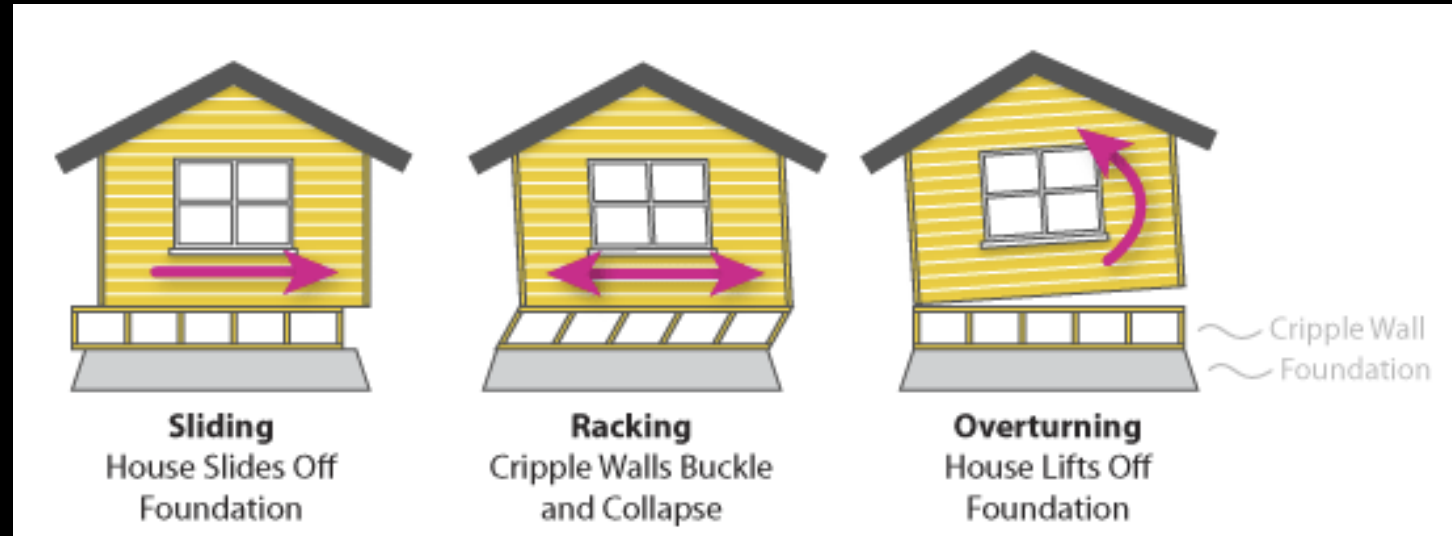 Cripple Wall
Foundation
Sliding
House Slides Off
Foundation
Racking
Cripple Walls Buckle
and Collapse
Overturning
House Lifts Off
Foundation